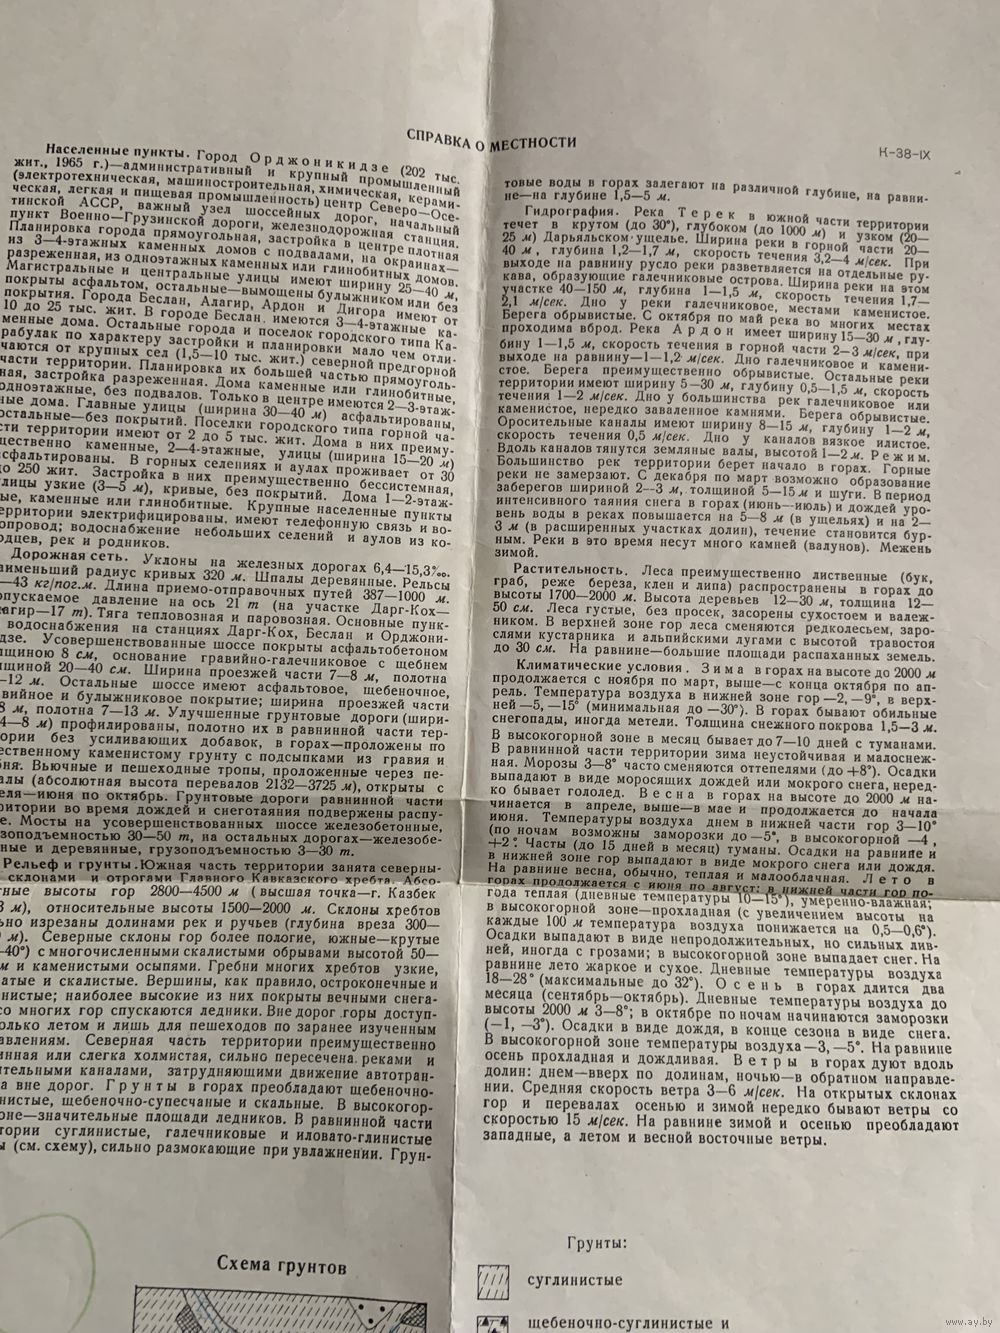 СПРАВКА О МЕСТНОСТИ
К-38-IX
Населенные пункты. Город Орджоникидзе (202 тыс.
жит., 1965 г.)—административный и крупный промышленный
(электротехническая, машиностроительная, химическая, керами-
ческая, легкая и пищевая промышленность) центр Северо—Осе-
тинской АССР, важный узел шоссейных дорог, начальный
пункт Военно—Грузинской дороги, железнодорожная станция.
Планировка города прямоугольная, застройка в центре плотная
из 3—4-этажных каменных домов с подвалами, на окраинах—
разреженная, из одноэтажных каменных или глинобитных домов.
Магистральные и центральные улицы имеют ширину 25—40 м,
покрыты асфальтом, остальные—вымощены булыжником или без
покрытия. Города Беслан, Алагир, Ардон и Дигора имеют от
10 до 25 тыс. жит. В городе Беслан имеются 3—4-этажные ка-
менные дома. Остальные города и поселок городского типа Ка-
рабулак по характеру застройки и планировки мало чем отли-
чаются от крупных сел (1,5—10 тыс. жит.) северной предгорной
части территории. Планировка их большей частью прямоуголь-
ная, застройка разреженная. Дома каменные или глинобитные,
одноэтажные, без подвалов. Только в центре имеются 2—3-этаж-
ные дома. Главные улицы (ширина 30—40 м) асфальтированы,
остальные—без покрытий. Поселки городского типа горной ча-
сти территории имеют от 2 до 5 тыс. жит. Дома в них преиму-
щественно каменные, 2—4-этажные, улицы (ширина 15—20 м)
сфальтированы. В горных селениях и аулах проживает от 30
до 250 жит. Застройка в них преимущественно бессистемная,
лицы узкие (3—5 м), кривые, без покрытий. Дома 1—2-этаж-
ые, каменные или глинобитные. Крупные населенные пункты
ерритории электрифицированы, имеют телефонную связь и во-
опровод; водоснабжение небольших селений и аулов из ко-
одцев, рек и родников.
Дорожная сеть. Уклоны на железных дорогах 6,4—15,3‰.
аименьший радиус кривых 320 м. Шпалы деревянные. Рельсы
—43 кг/пог.м. Длина приемо-отправочных путей 387—1000 м.
опускаемое давление на ось 21 т (на участке Дарг-Кох—
агир—17 т). Тяга тепловозная и паровозная. Основные пунк-
водоснабжения на станциях Дарг-Кох, Беслан и Орджони-
дзе. Усовершенствованные шоссе покрыты асфальтобетоном
лщиною 8 см, основание гравийно-галечниковое с щебнем
лщиной 20—40 см. Ширина проезжей части 7—8 м, полотна
—12 м. Остальные шоссе имеют асфальтовое, щебеночное,
авийное и булыжниковое покрытие; ширина проезжей части
8 м, полотна 7—13 м. Улучшенные грунтовые дороги (шири-
4—8 м) профилированы, полотно их в равнинной части тер-
ории без усиливающих добавок, в горах—проложены по
ественному каменистому грунту с подсыпками из гравия и
бня. Вьючные и пешеходные тропы, проложенные через пе-
алы (абсолютная высота перевалов 2132—3725 м), открыты с
еля—июня по октябрь. Грунтовые дороги равнинной части
ритории во время дождей и снеготаяния подвержены распу-
е. Мосты на усовершенствованных шоссе железобетонные,
зоподъемностью 30—50 т, на остальных дорогах—железобе-
ные и деревянные, грузоподъемностью 3—30 т.
Рельеф и грунты. Южная часть территории занята северны-
склонами и отрогами Главного Кавказского хребта. Абсо-
тные высоты гор 2800—4500 м (высшая точка—г. Казбек
3 м), относительные высоты 1500—2000 м. Склоны хребтов
ьно изрезаны долинами рек и ручьев (глубина вреза 300—
м). Северные склоны гор более пологие, южные—крутые
—40°) с многочисленными скалистыми обрывами высотой 50—
м и каменистыми осыпями. Гребни многих хребтов узкие,
атые и скалистые. Вершины, как правило, остроконечные и
нистые; наиболее высокие из них покрыты вечными снега-
со многих гор спускаются ледники. Вне дорог горы доступ-
олько летом и лишь для пешеходов по заранее изученным
авлениям. Северная часть территории преимущественно
инная или слегка холмистая, сильно пересечена реками и
ительными каналами, затрудняющими движение автотран-
а вне дорог. Грунты в горах преобладают щебеночно-
нистые, щебеночно-супесчаные и скальные. В высокогор-
оне—значительные площади ледников. В равнинной части
тории суглинистые, галечниковые и иловато-глинистые
ы (см. схему), сильно размокающие при увлажнении. Грун-
товые воды в горах залегают на различной глубине, на равни-
не—на глубине 1,5—5 м.
Гидрография. Река Терек в южной части территории
течет в крутом (до 30°), глубоком (до 1000 м) и узком (20—
25 м) Дарьяльском ущелье. Ширина реки в горной части 20—
40 м, глубина 1,2—1,7 м, скорость течения 3,2—4 м/сек. При
выходе на равнину русло реки разветвляется на отдельные ру-
кава, образующие галечниковые острова. Ширина реки на этом
участке 40—150 м, глубина 1—1,5 м, скорость течения 1,7—
2,1 м/сек. Дно у реки галечниковое, местами каменистое.
Берега обрывистые. С октября по май река во многих местах
проходима вброд. Река Ардон имеет ширину 15—30 м, глу-
бину 1—1,5 м, скорость течения в горной части 2—3 м/сек, при
выходе на равнину—1—1,2 м/сек. Дно галечниковое и камени-
стое. Берега преимущественно обрывистые. Остальные реки
территории имеют ширину 5—30 м, глубину 0,5—1,5 м, скорость
течения 1—2 м/сек. Дно у большинства рек галечниковое или
каменистое, нередко заваленное камнями. Берега обрывистые.
Оросительные каналы имеют ширину 8—15 м, глубину 1—2 м,
скорость течения 0,5 м/сек. Дно у каналов вязкое илистое.
Вдоль каналов тянутся земляные валы, высотой 1—2 м. Режим.
Большинство рек территории берет начало в горах. Горные
реки не замерзают. С декабря по март возможно образование
заберегов шириной 2—3 м, толщиной 5—15 м и шуги. В период
интенсивного таяния снега в горах (июнь—июль) и дождей уро-
вень воды в реках повышается на 5—8 м (в ущельях) и на 2—
3 м (в расширенных участках долин), течение становится бур-
ным. Реки в это время несут много камней (валунов). Межень
зимой.
Растительность. Леса преимущественно лиственные (бук,
граб, реже береза, клен и липа) распространены в горах до
высоты 1700—2000 м. Высота деревьев 12—30 м, толщина 12—
50 см. Леса густые, без просек, засорены сухостоем и валеж-
ником. В верхней зоне гор леса сменяются редколесьем, заро-
слями кустарника и альпийскими лугами с высотой травостоя
до 30 см. На равнине—большие площади распаханных земель.
Климатические условия. Зима в горах на высоте до 2000 м
продолжается с ноября по март, выше—с конца октября по ап-
рель. Температура воздуха в нижней зоне гор —2, —9°, в верх-
ней —5, —15° (минимальная до —30°). В горах бывают обильные
снегопады, иногда метели. Толщина снежного покрова 1,5—3 м.
В высокогорной зоне в месяц бывает до 7—10 дней с туманами.
В равнинной части территории зима неустойчивая и малоснеж-
ная. Морозы 3—8° часто сменяются оттепелями (до +8°). Осадки
выпадают в виде моросящих дождей или мокрого снега, неред-
ко бывает гололед. Весна в горах на высоте до 2000 м на-
чинается в апреле, выше—в мае и продолжается до начала
июня. Температуры воздуха днем в нижней части гор 3—10°
(по ночам возможны заморозки до —5°, в высокогорной —4,
+2°. Часты (до 15 дней в месяц) туманы. Осадки на равнине и
в нижней зоне гор выпадают в виде мокрого снега или дождя.
На равнине весна, обычно, теплая и малооблачная. Лето в
горах продолжается с июня по август: в нижней части гор по-
года теплая (дневные температуры 10—15°), умеренно-влажная;
в высокогорной зоне—прохладная (с увеличением высоты на
каждые 100 м температура воздуха понижается на 0,5—0,6°).
Осадки выпадают в виде непродолжительных, но сильных лив-
ней, иногда с грозами; в высокогорной зоне выпадает снег. На
равнине лето жаркое и сухое. Дневные температуры воздуха
18—28° (максимальные до 32°). Осень в горах длится два
месяца (сентябрь—октябрь). Дневные температуры воздуха до
высоты 2000 м 3—8°; в октябре по ночам начинаются заморозки
(—1, —3°). Осадки в виде дождя, в конце сезона в виде снега.
В высокогорной зоне температуры воздуха —3, —5°. На равнине
осень прохладная и дождливая. Ветры в горах дуют вдоль
долин: днем—вверх по долинам, ночью—в обратном направле-
нии. Средняя скорость ветра 3—6 м/сек. На открытых склонах
гор и перевалах осенью и зимой нередко бывают ветры со
скоростью 15 м/сек. На равнине зимой и осенью преобладают
западные, а летом и весной восточные ветры.
Схема грунтов
Грунты:
суглинистые
щебеночно-суглинистые и
www.ay.by